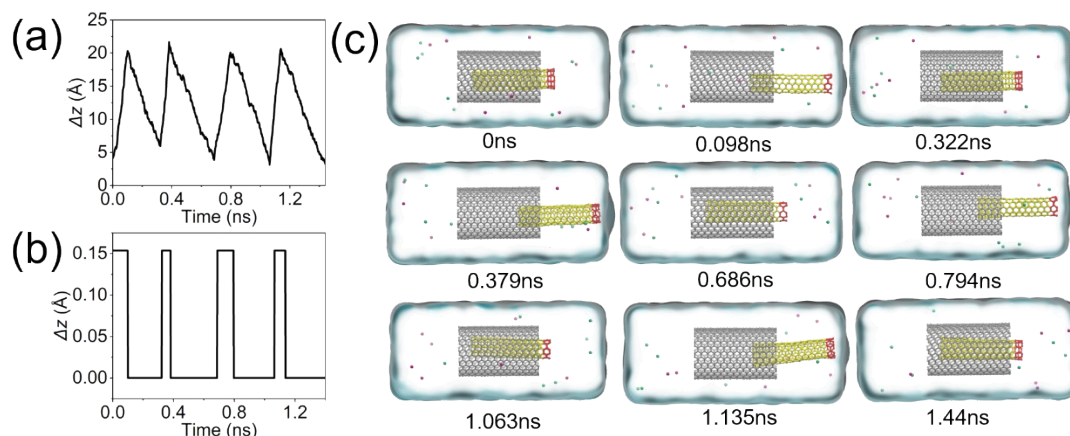 (a)
25
20
15
10
5
0
Δz (Å)
0.0 0.4 0.8 1.2
Time (ns)
(b)
0.15
0.10
0.05
0.00
Δz (Å)
0.0 0.4 0.8 1.2
Time (ns)
(c)
0ns 0.098ns 0.322ns
0.379ns 0.686ns 0.794ns
1.063ns 1.135ns 1.44ns